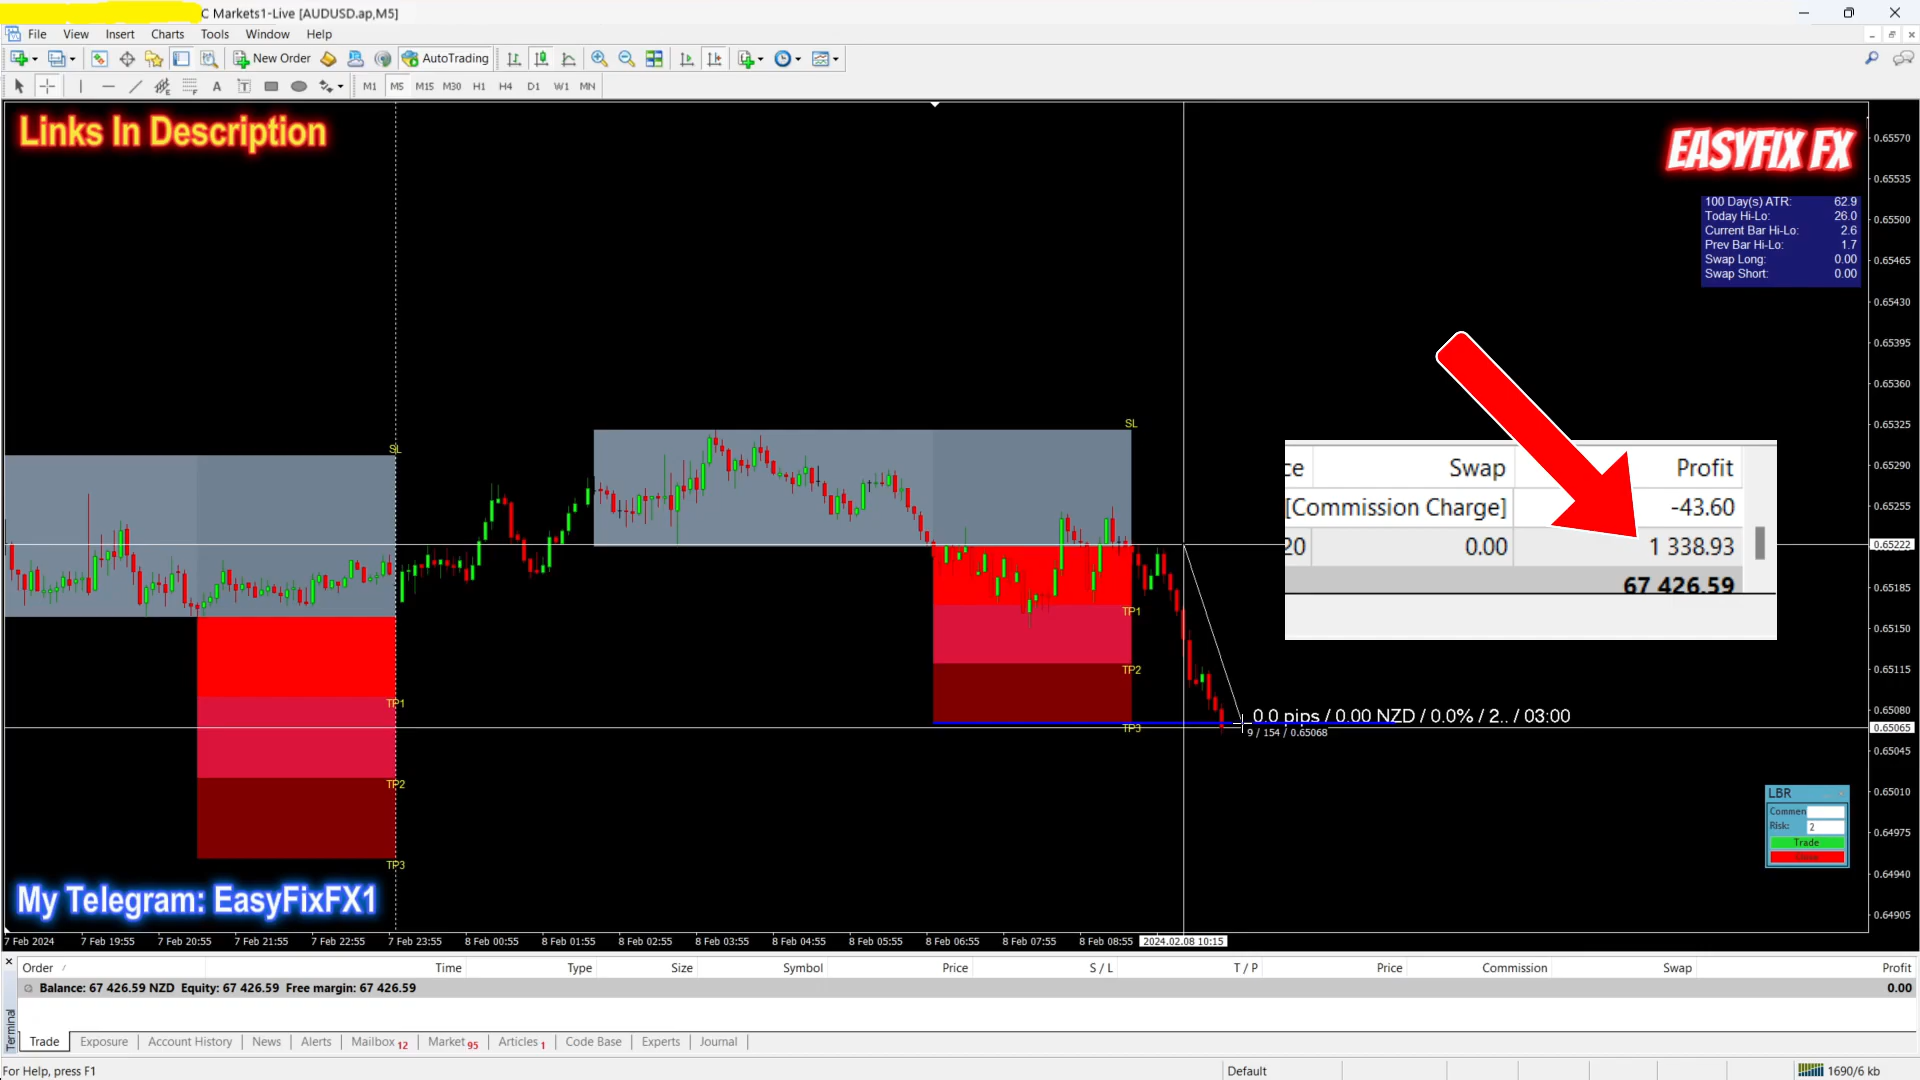 C Markets1-Live [AUDUSD.ap,M5]
File View Insert Charts Tools Window Help
New Order AutoTrading
M1 M5 M15 M30 H1 H4 D1 W1 MN
Links In Description
EASYFIX FX
100 Day(s) ATR: 62.9
Today Hi-Lo: 26.0
Current Bar Hi-Lo: 2.6
Prev Bar Hi-Lo: 1.7
Swap Long: 0.00
Swap Short: 0.00
0.65570
0.65535
0.65500
0.65465
0.65430
0.65395
0.65360
0.65325
0.65290
0.65255
0.65222
0.65185
0.65150
0.65115
0.65080
0.65065
0.65045
0.65010
0.64975
0.64940
0.64905
SL
TP1
TP2
TP3
SL
TP1
TP2
TP3
ce Swap Profit
[Commission Charge] -43.60
20 0.00 1 338.93
67 426.59
0.0 pips / 0.00 NZD / 0.0% / 2.. / 03:00
9 / 154 / 0.65068
LBR
Commen
Risk: 2
Trade
Close
My Telegram: EasyFixFX1
7 Feb 2024 7 Feb 19:55 7 Feb 20:55 7 Feb 21:55 7 Feb 22:55 7 Feb 23:55 8 Feb 00:55 8 Feb 01:55 8 Feb 02:55 8 Feb 03:55 8 Feb 04:55 8 Feb 05:55 8 Feb 06:55 8 Feb 07:55 8 Feb 08:55 2024.02.08 10:15
Order Time Type Size Symbol Price S / L T / P Price Commission Swap Profit
Balance: 67 426.59 NZD Equity: 67 426.59 Free margin: 67 426.59 0.00
Terminal
Trade Exposure Account History News Alerts Mailbox 12 Market 95 Articles 1 Code Base Experts Journal
For Help, press F1 Default 1690/6 kb